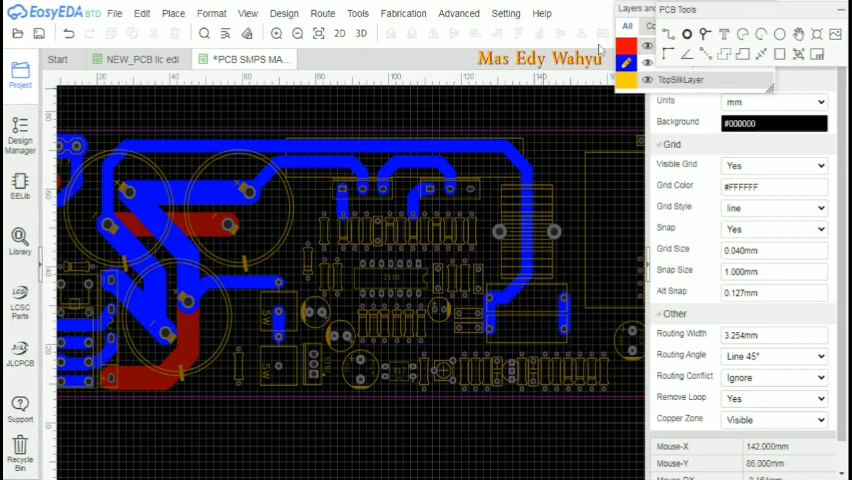 EasyEDA STD File Edit Place Format View Design Route Tools Fabrication Advanced Setting Help
2D 3D
Layers and
PCB Tools
All
Start NEW_PCB llc edi *PCB SMPS MA...
Mas Edy Wahyu
TopSilkLayer
Project
Design
Manager
EELib
Library
LCSC
Parts
JLCPCB
Support
Recycle
Bin
120 140 160
Units mm
Background #000000
Grid
Visible Grid Yes
Grid Color #FFFFFF
Grid Style line
Snap Yes
Grid Size 0.040mm
Snap Size 1.000mm
Alt Snap 0.127mm
Other
Routing Width 3.254mm
Routing Angle Line 45°
Routing Conflict Ignore
Remove Loop Yes
Copper Zone Visible
Mouse-X 142.000mm
Mouse-Y 86.000mm
5W
5W